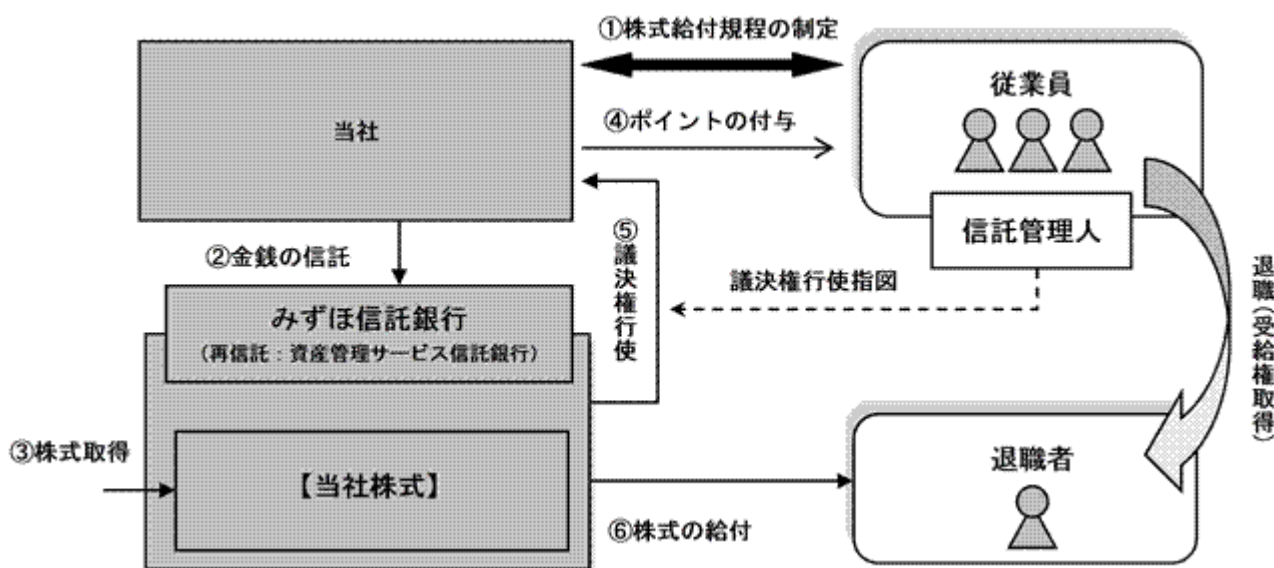 ①株式給付規程の制定
当社
従業員
④ポイントの付与
信託管理人
②金銭の信託
⑤議決権行使
議決権行使指図
退職(受給権取得)
みずほ信託銀行
(再信託：資産管理サービス信託銀行)
③株式取得
【当社株式】
退職者
⑥株式の給付